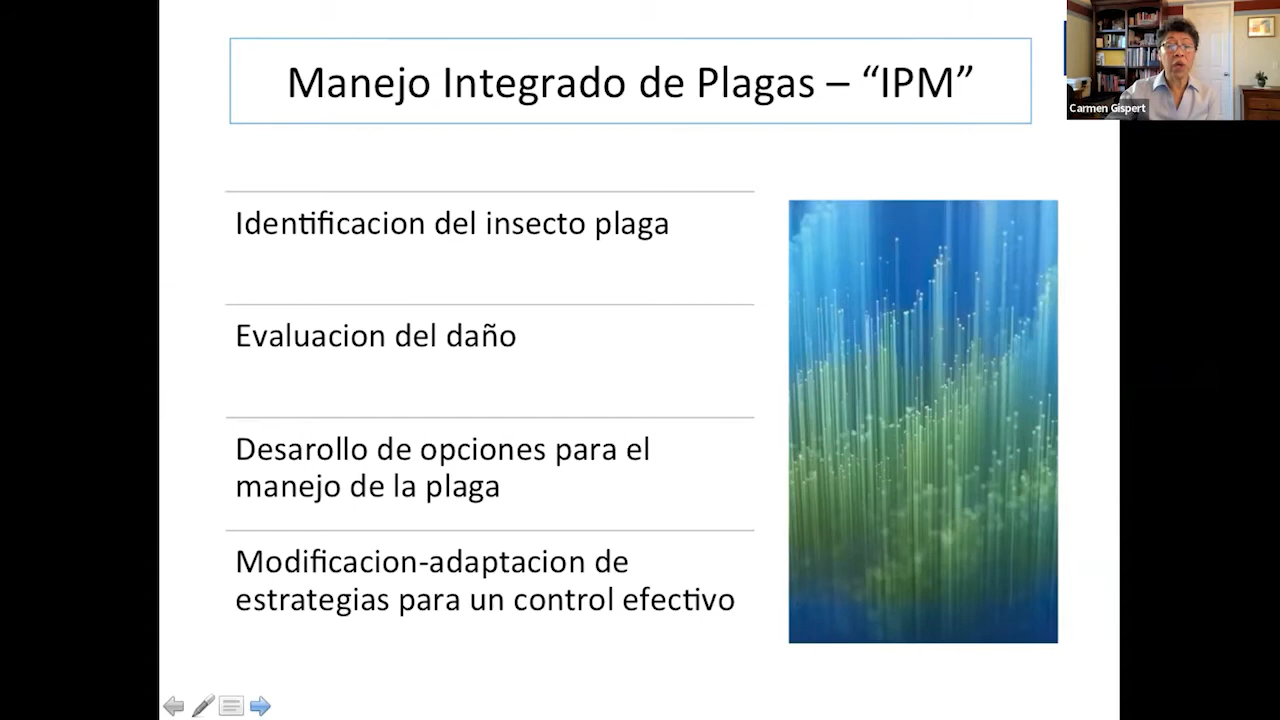 Manejo Integrado de Plagas – “IPM”
Carmen Gispert
Identificacion del insecto plaga
Evaluacion del daño
Desarollo de opciones para el
manejo de la plaga
Modificacion-adaptacion de
estrategias para un control efectivo